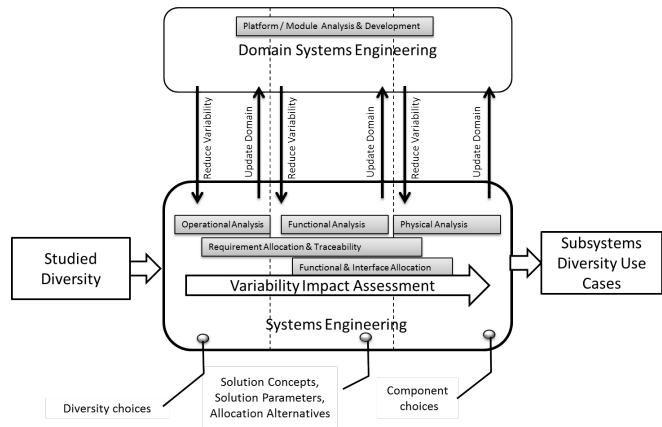 Platform / Module Analysis & Development
Domain Systems Engineering
Reduce Variability
Update Domain
Reduce Variability
Update Domain
Reduce Variability
Update Domain
Operational Analysis
Functional Analysis
Physical Analysis
Requirement Allocation & Traceability
Functional & Interface Allocation
Variability Impact Assessment
Systems Engineering
Studied
Diversity
Subsystems
Diversity Use
Cases
Diversity choices
Solution Concepts,
Solution Parameters,
Allocation Alternatives
Component
choices